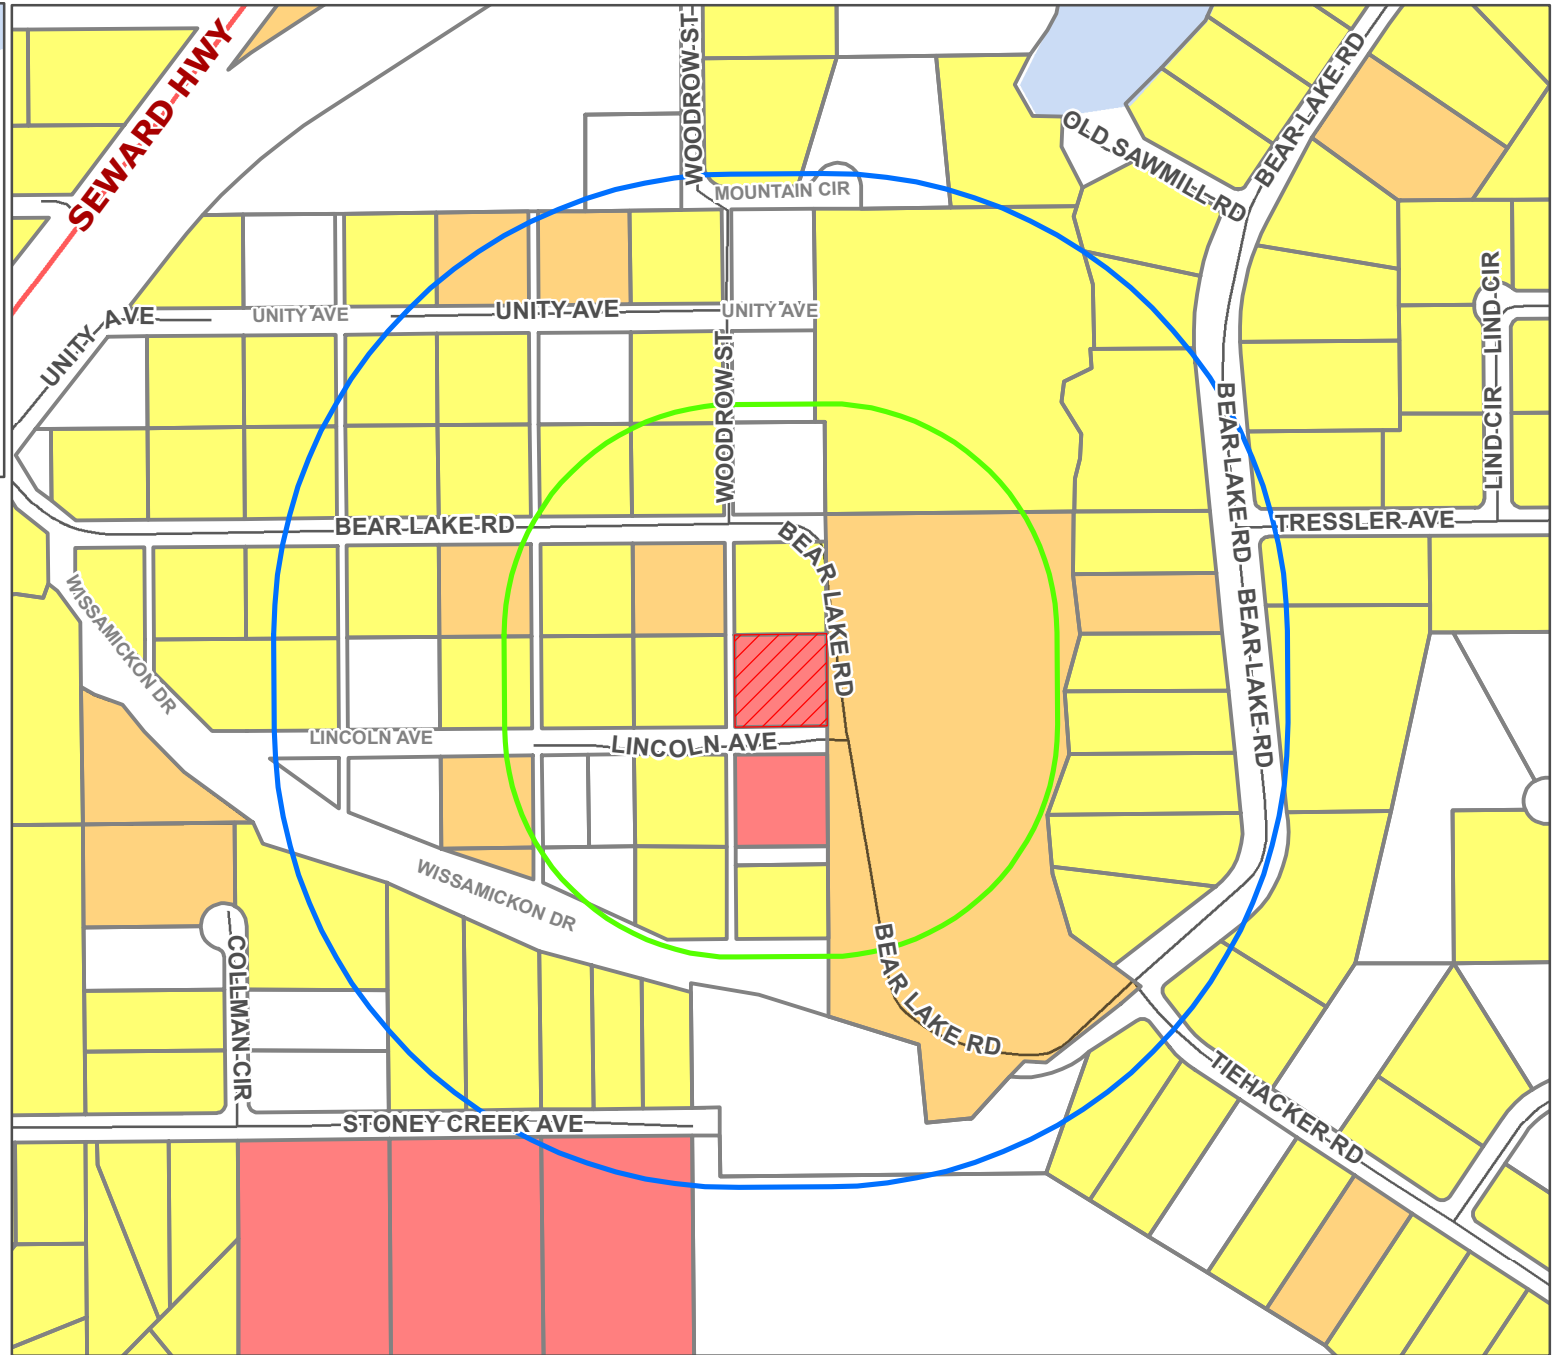 SEWARD HWY
WOODROW ST
BEAR LAKE RD
OLD SAWMILL RD
MOUNTAIN CIR
UNITY AVE
UNITY AVE
UNITY AVE
UNITY AVE
UNITY AVE
LIND CIR
LIND CIR
WOODROW ST
BEAR LAKE RD
BEAR LAKE RD
BEAR LAKE RD
TRESSLER AVE
WISSAMICKON DR
BEAR LAKE RD
LINCOLN AVE
LINCOLN AVE
WISSAMICKON DR
COLLMAN CIR
BEAR LAKE RD
STONEY CREEK AVE
TIEHACKER RD